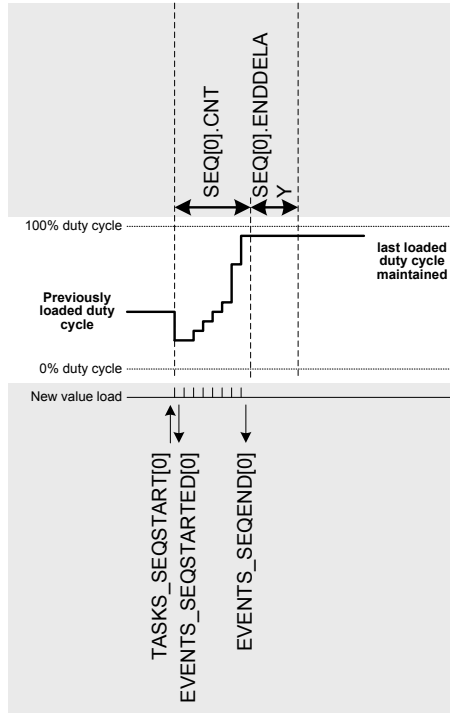 SEQ[0].CNT
SEQ[0].ENDDELA
Y
100% duty cycle
last loaded
duty cycle
maintained
Previously
loaded duty
cycle
0% duty cycle
New value load
TASKS_SEQSTART[0]
EVENTS_SEQSTARTED[0]
EVENTS_SEQEND[0]